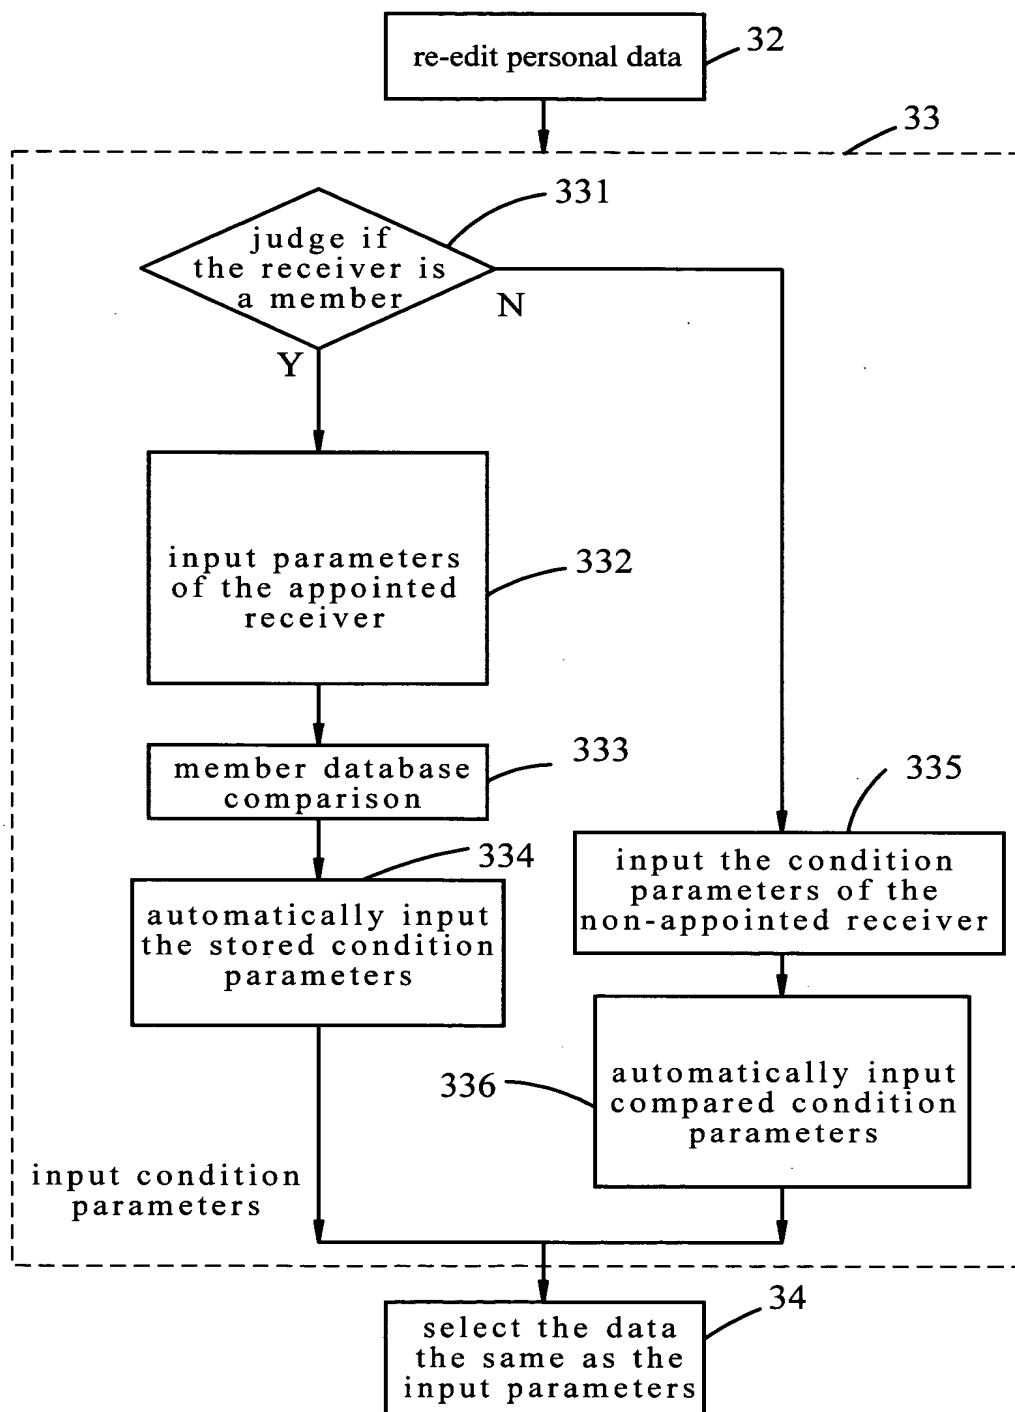 re-edit personal data
32
33
331
judge if
the receiver is
a member
N
Y
input parameters
of the appointed
receiver
332
member database
comparison
333
335
334
automatically input
the stored condition
parameters
input the condition
parameters of the
non-appointed receiver
336
automatically input
compared condition
parameters
input condition
parameters
34
select the data
the same as the
input parameters